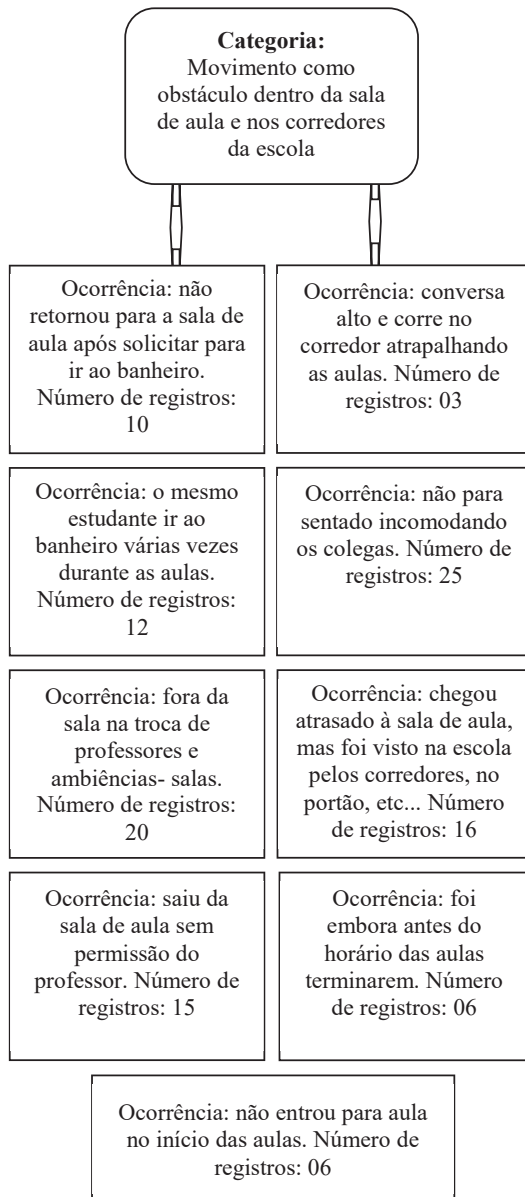 Categoria:
Movimento como
obstáculo dentro da sala
de aula e nos corredores
da escola
Ocorrência: não
retornou para a sala de
aula após solicitar para
ir ao banheiro.
Número de registros:
10
Ocorrência: conversa
alto e corre no
corredor atrapalhando
as aulas. Número de
registros: 03
Ocorrência: o mesmo
estudante ir ao
banheiro várias vezes
durante as aulas.
Número de registros:
12
Ocorrência: não para
sentado incomodando
os colegas. Número de
registros: 25
Ocorrência: fora da
sala na troca de
professores e
ambiências- salas.
Número de registros:
20
Ocorrência: chegou
atrasado à sala de aula,
mas foi visto na escola
pelos corredores, no
portão, etc... Número
de registros: 16
Ocorrência: saiu da
sala de aula sem
permissão do
professor. Número de
registros: 15
Ocorrência: foi
embora antes do
horário das aulas
terminarem. Número
de registros: 06
Ocorrência: não entrou para aula
no início das aulas. Número de
registros: 06